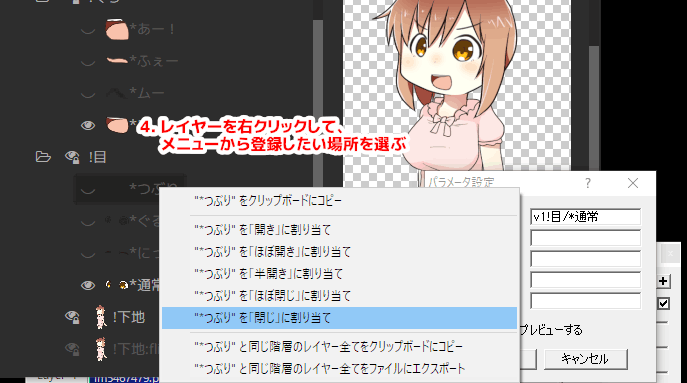 *あー！
*ふぇー
*ムー
4. レイヤーを右クリックして、
メニューから登録したい場所を選ぶ
!目
*つぶり
"*つぶり" をクリップボードにコピー
"*つぶり" を「開き」に割り当て
"*つぶり" を「ほぼ開き」に割り当て
"*つぶり" を「半開き」に割り当て
"*つぶり" を「ほぼ閉じ」に割り当て
"*つぶり" を「閉じ」に割り当て
"*つぶり" と同じ階層のレイヤー全てをクリップボードにコピー
"*つぶり" と同じ階層のレイヤー全てをファイルにエクスポート
*ぐる
*にっ
*通常
!下地
!下地:fl
パラメータ設定
v1!目/*通常
プレビューする
キャンセル